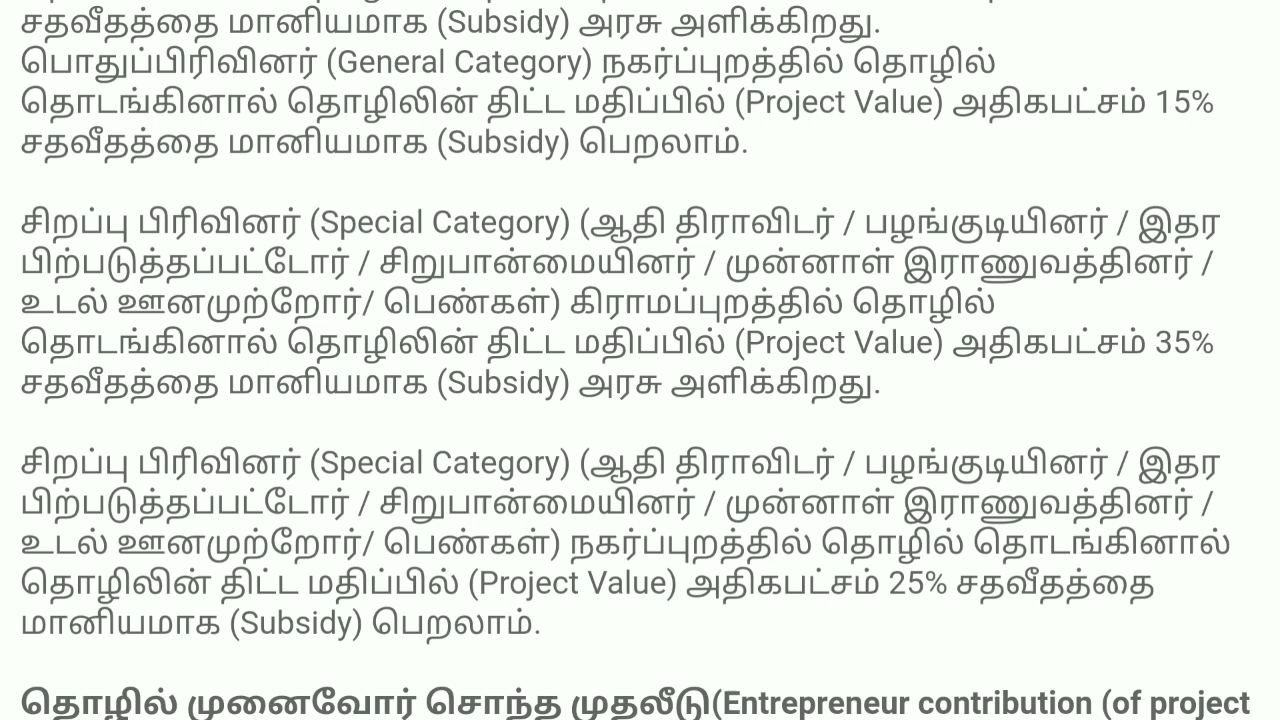 சதவீதத்தை மானியமாக (Subsidy) அரசு அளிக்கிறது.
பொதுப்பிரிவினர் (General Category) நகர்ப்புறத்தில் தொழில்
தொடங்கினால் தொழிலின் திட்ட மதிப்பில் (Project Value) அதிகபட்சம் 15%
சதவீதத்தை மானியமாக (Subsidy) பெறலாம்.
சிறப்பு பிரிவினர் (Special Category) (ஆதி திராவிடர் / பழங்குடியினர் / இதர
பிற்படுத்தப்பட்டோர் / சிறுபான்மையினர் / முன்னாள் இராணுவத்தினர் /
உடல் ஊனமுற்றோர்/ பெண்கள்) கிராமப்புறத்தில் தொழில்
தொடங்கினால் தொழிலின் திட்ட மதிப்பில் (Project Value) அதிகபட்சம் 35%
சதவீதத்தை மானியமாக (Subsidy) அரசு அளிக்கிறது.
சிறப்பு பிரிவினர் (Special Category) (ஆதி திராவிடர் / பழங்குடியினர் / இதர
பிற்படுத்தப்பட்டோர் / சிறுபான்மையினர் / முன்னாள் இராணுவத்தினர் /
உடல் ஊனமுற்றோர்/ பெண்கள்) நகர்ப்புறத்தில் தொழில் தொடங்கினால்
தொழிலின் திட்ட மதிப்பில் (Project Value) அதிகபட்சம் 25% சதவீதத்தை
மானியமாக (Subsidy) பெறலாம்.
தொழில் முனைவோர் சொந்த முதலீடு(Entrepreneur contribution (of project